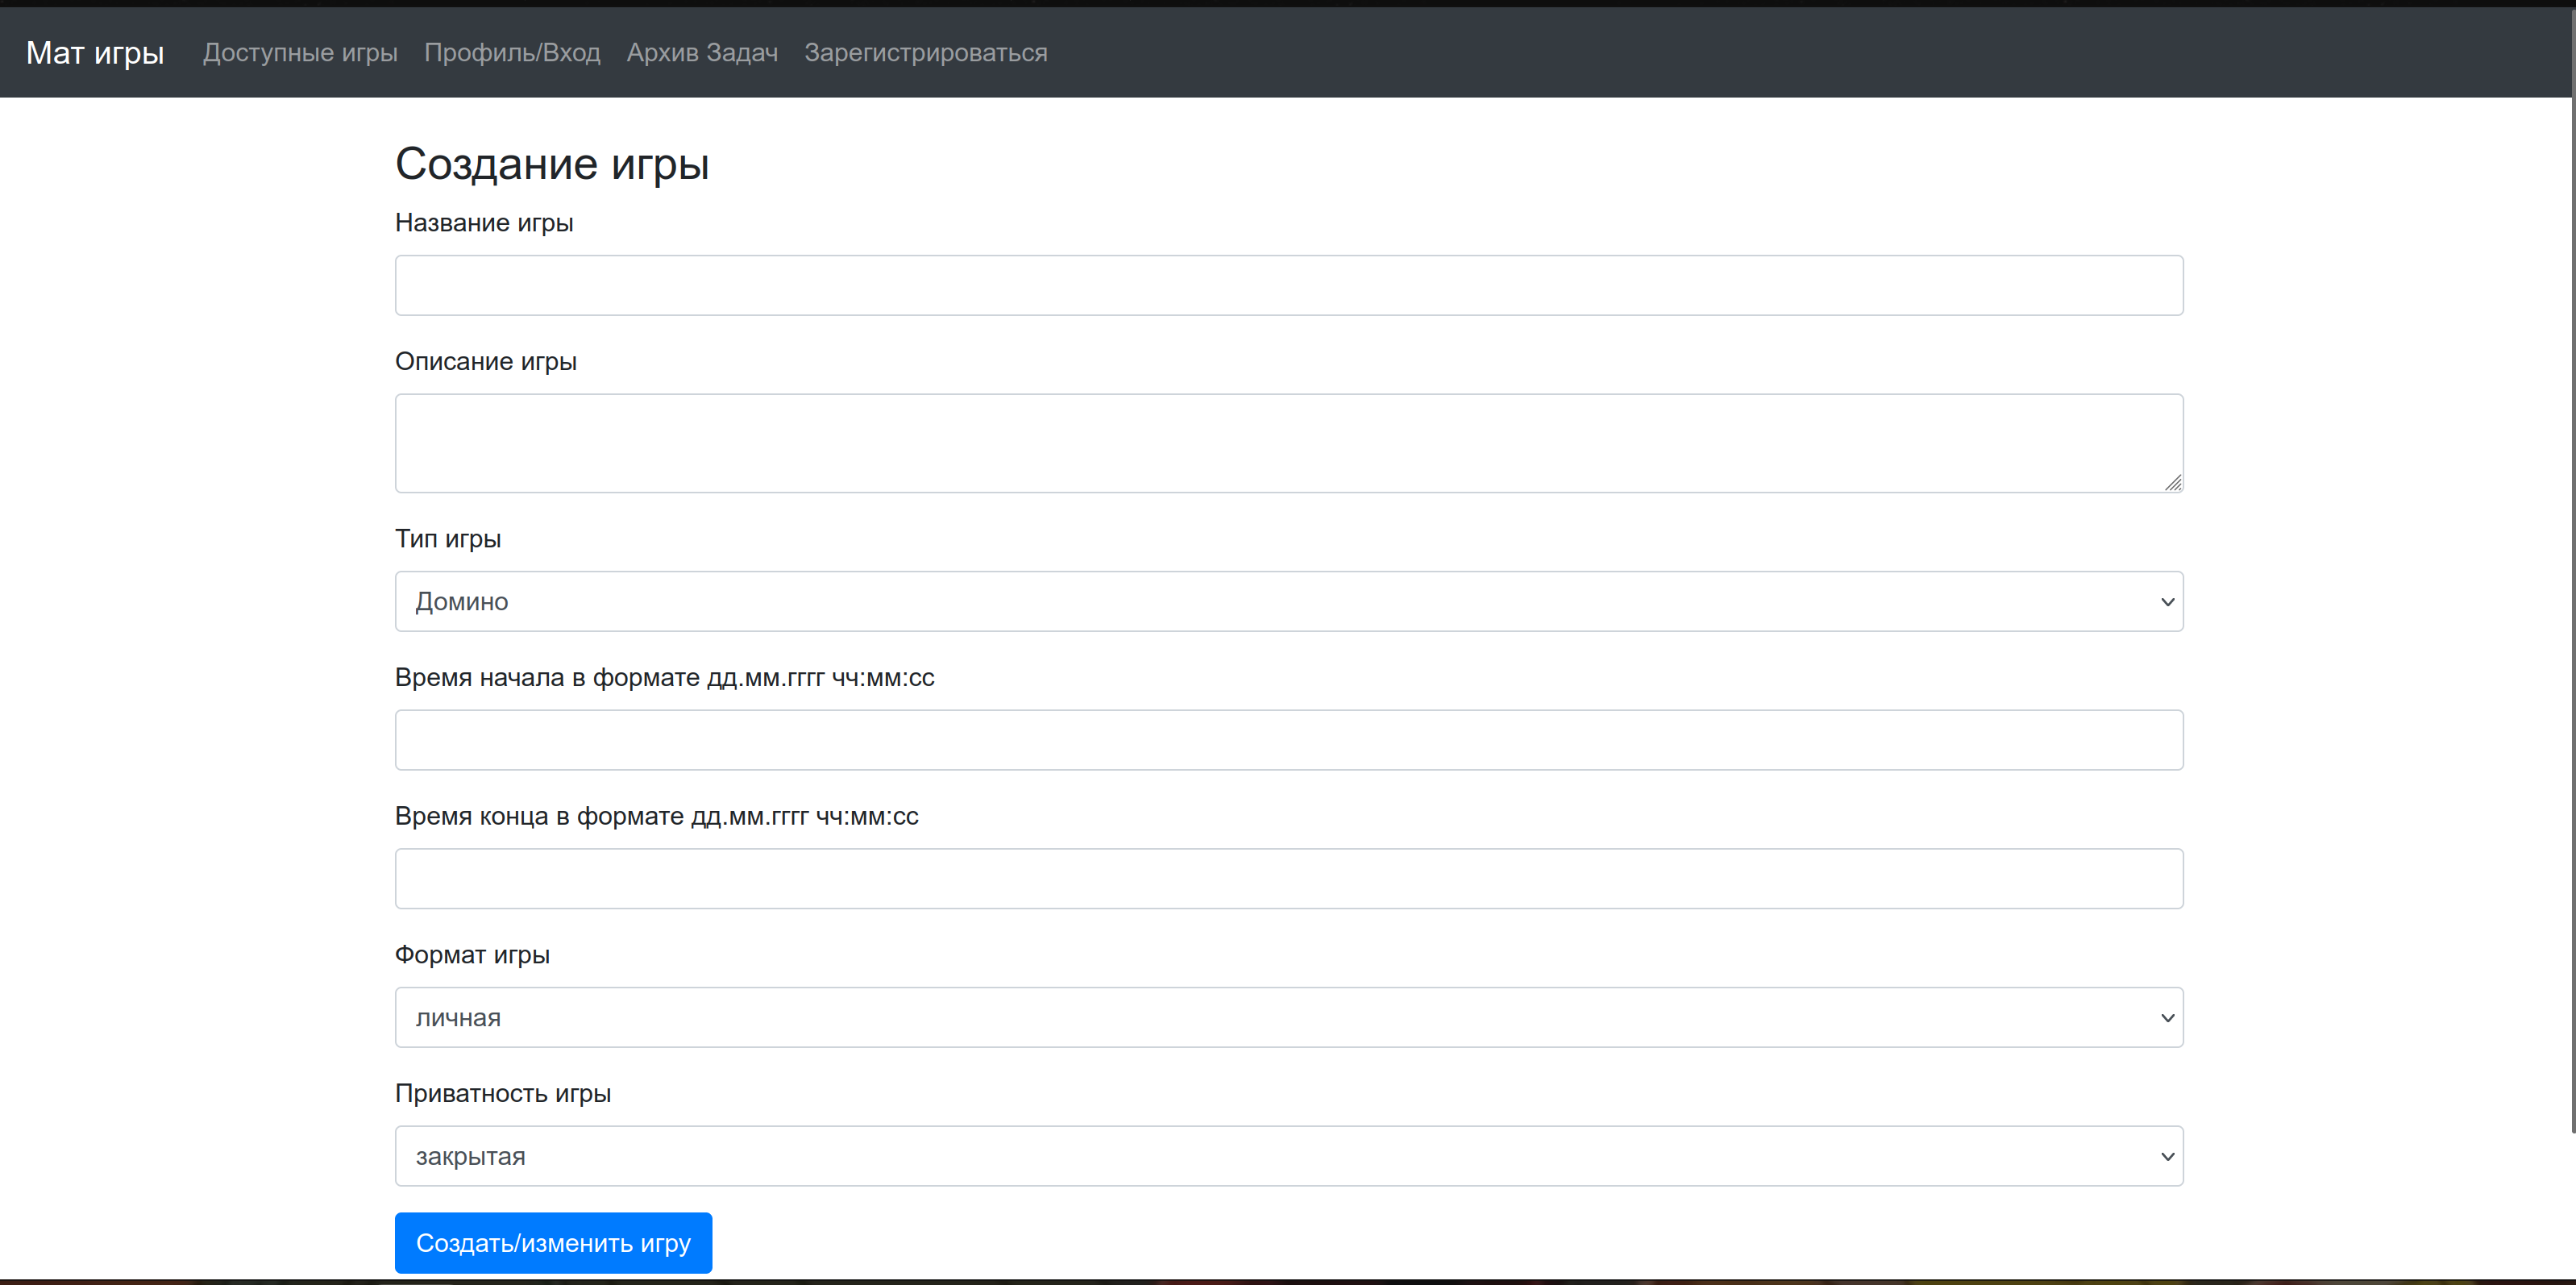 Мат игры Доступные игры Профиль/Вход Архив Задач Зарегистрироваться
Создание игры
Название игры
Описание игры
Тип игры
Домино
Время начала в формате дд.мм.гггг чч:мм:сс
Время конца в формате дд.мм.гггг чч:мм:сс
Формат игры
личная
Приватность игры
закрытая
Создать/изменить игру